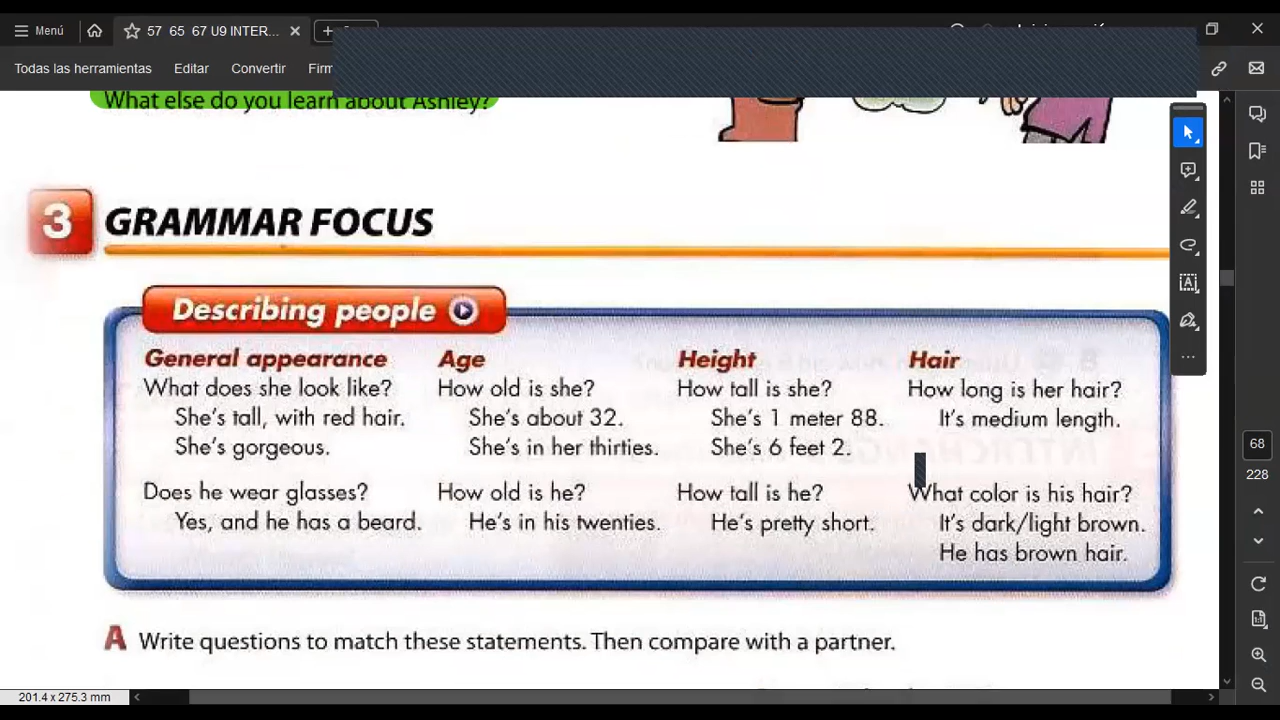 Menú
57 65 67 U9 INTER...
Todas las herramientas Editar Convertir Firm
What else do you learn about Ashley?
3 GRAMMAR FOCUS
Describing people
General appearance
What does she look like?
She's tall, with red hair.
She's gorgeous.
Does he wear glasses?
Yes, and he has a beard.
Age
How old is she?
She's about 32.
She's in her thirties.
How old is he?
He's in his twenties.
Height
How tall is she?
She's 1 meter 88.
She's 6 feet 2.
How tall is he?
He's pretty short.
Hair
How long is her hair?
It's medium length.
What color is his hair?
It's dark/light brown.
He has brown hair.
A Write questions to match these statements. Then compare with a partner.
68
228
201.4 x 275.3 mm